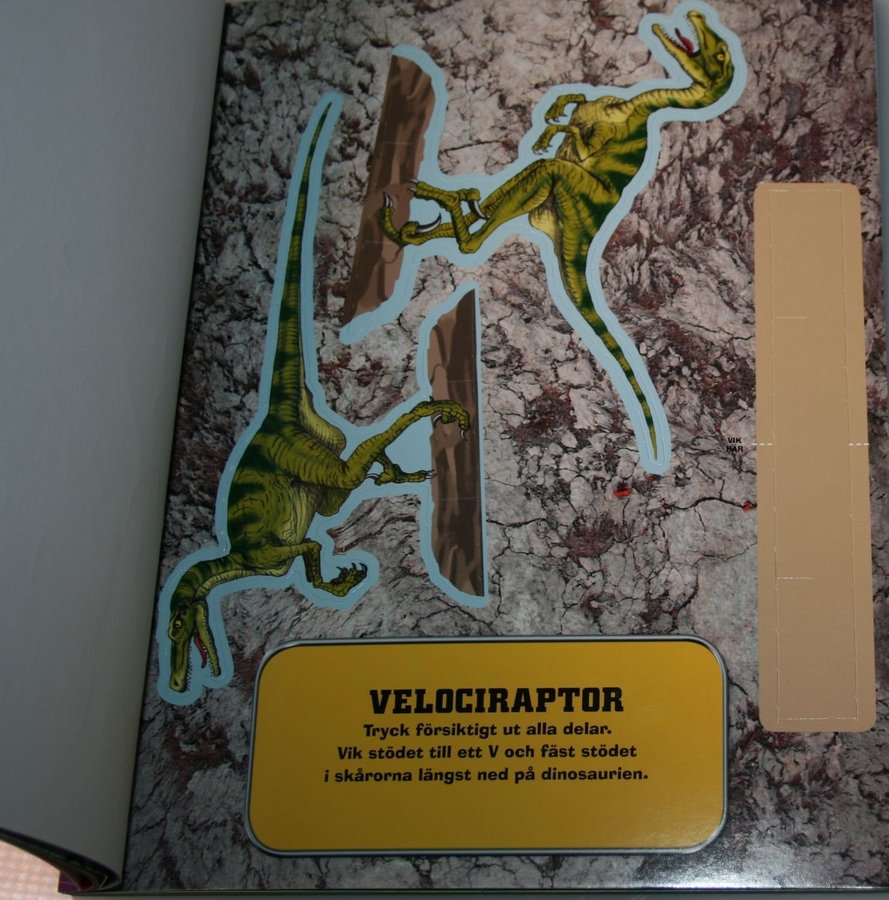 VIK
HÄR
VELOCIRAPTOR
Tryck försiktigt ut alla delar.
Vik stödet till ett V och fäst stödet
i skårorna längst ned på dinosaurien.